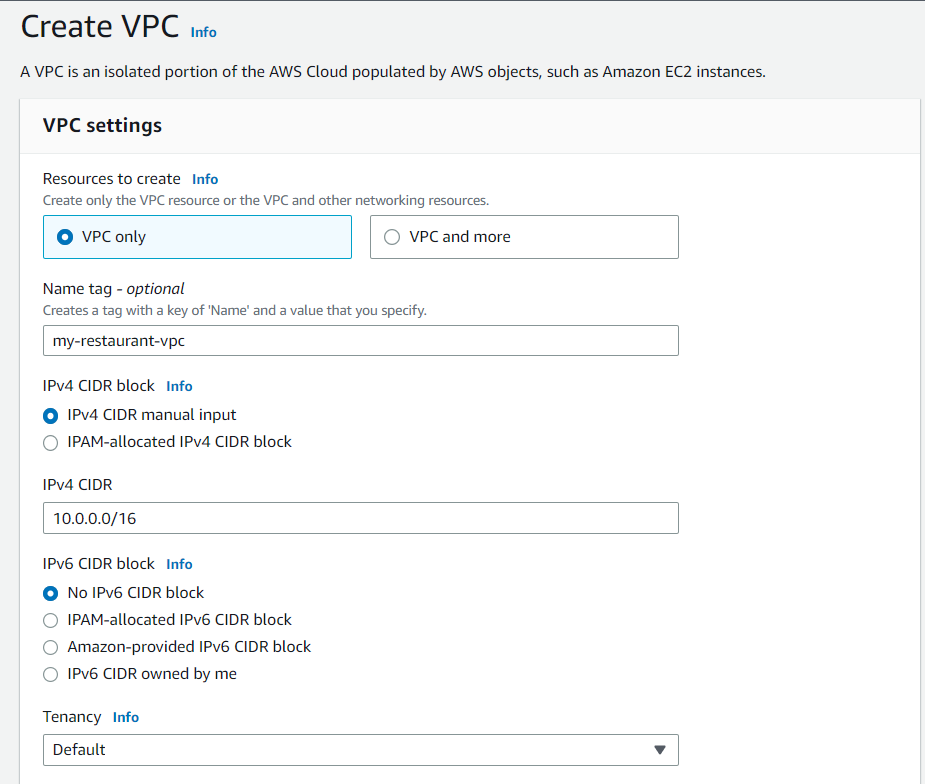 Create VPC Info
A VPC is an isolated portion of the AWS Cloud populated by AWS objects, such as Amazon EC2 instances.
VPC settings
Resources to create Info
Create only the VPC resource or the VPC and other networking resources.
VPC only
VPC and more
Name tag - optional
Creates a tag with a key of 'Name' and a value that you specify.
my-restaurant-vpc
IPv4 CIDR block Info
IPv4 CIDR manual input
IPAM-allocated IPv4 CIDR block
IPv4 CIDR
10.0.0.0/16
IPv6 CIDR block Info
No IPv6 CIDR block
IPAM-allocated IPv6 CIDR block
Amazon-provided IPv6 CIDR block
IPv6 CIDR owned by me
Tenancy Info
Default